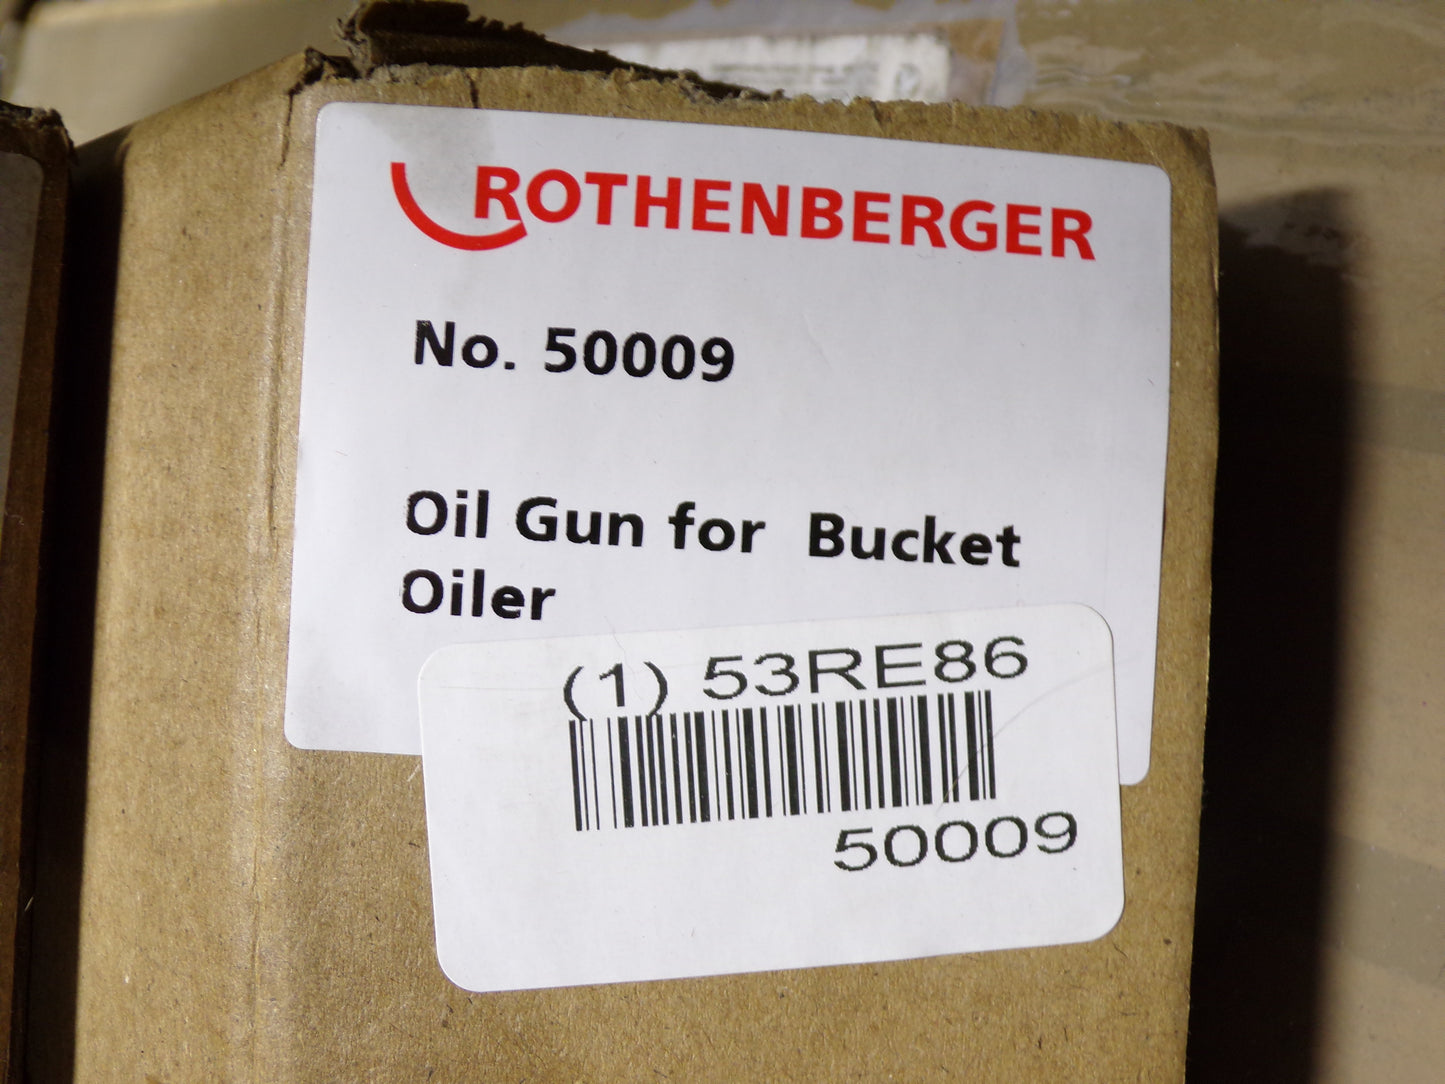 ROTHENBERGER
No. 50009
Oil Gun for Bucket
Oiler
(1) 53RE86
50009